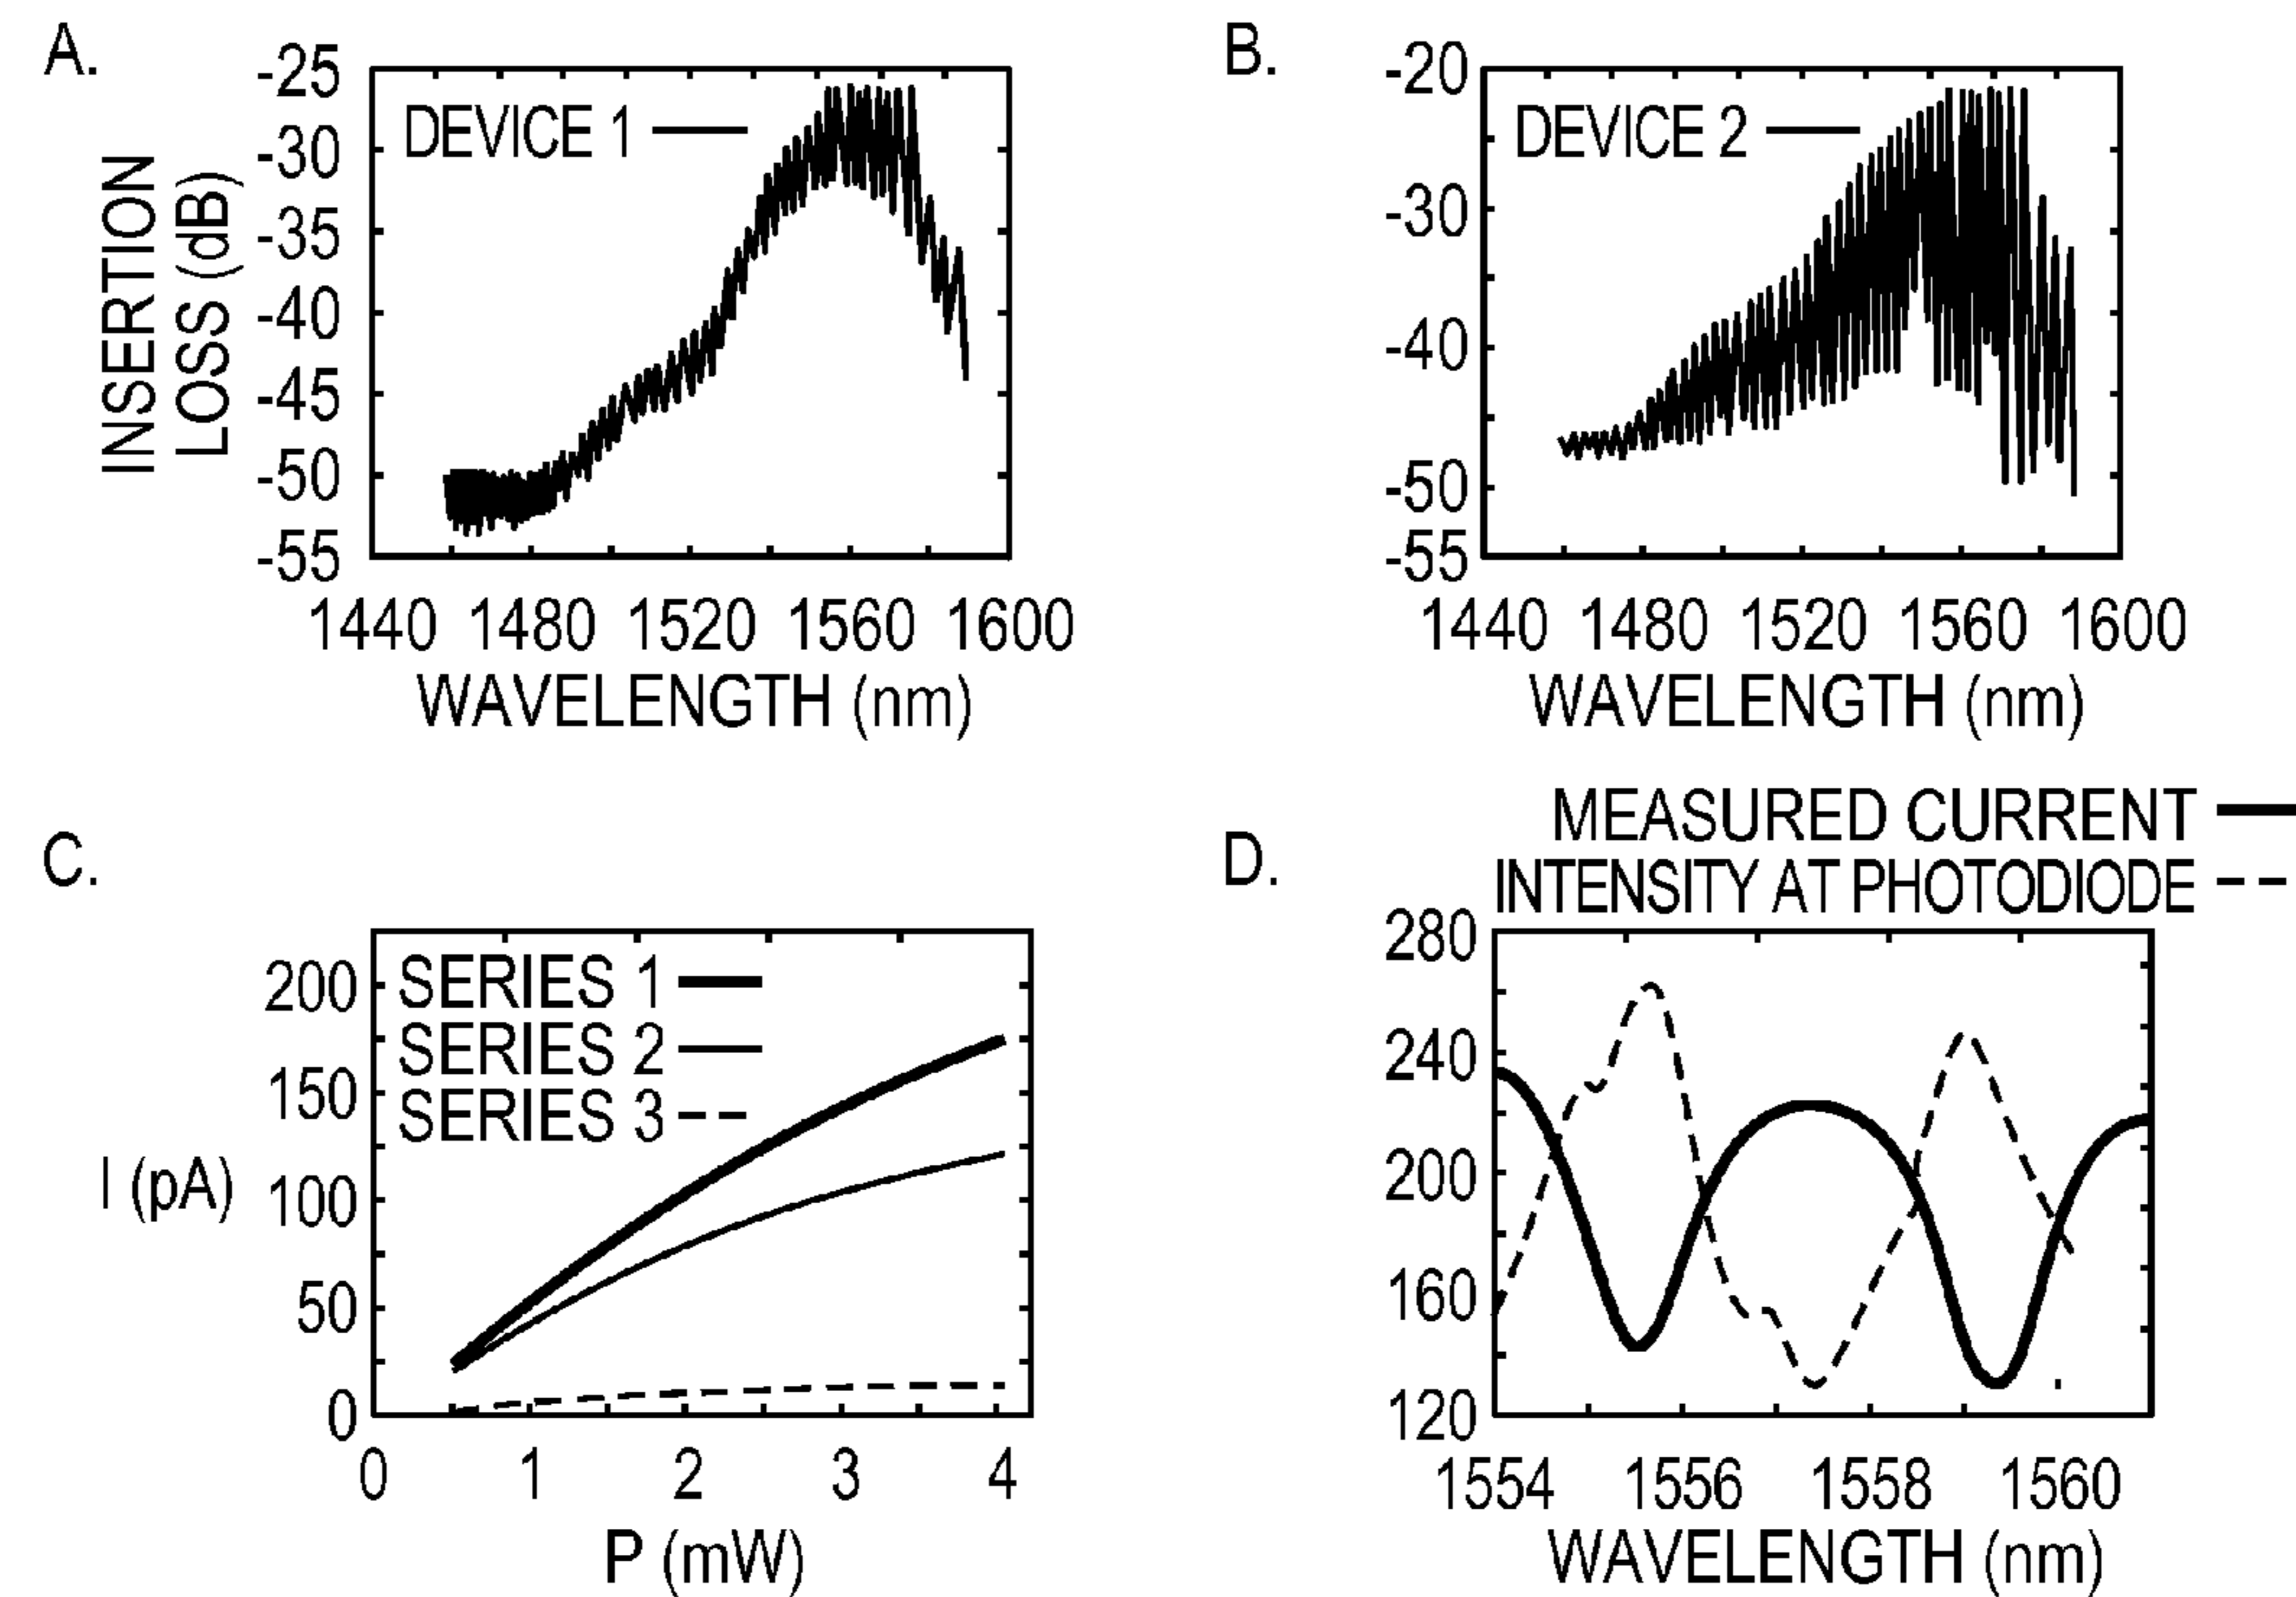 A.
INSERTION
LOSS (dB)
-25
-30
-35
-40
-45
-50
-55
DEVICE 1
1440 1480 1520 1560 1600
WAVELENGTH (nm)
B.
-20
-30
-40
-50
-55
DEVICE 2
1440 1480 1520 1560 1600
WAVELENGTH (nm)
C.
I (pA)
200
150
100
50
0
SERIES 1
SERIES 2
SERIES 3
0 1 2 3 4
P (mW)
D.
MEASURED CURRENT
INTENSITY AT PHOTODIODE
280
240
200
160
120
1554 1556 1558 1560
WAVELENGTH (nm)